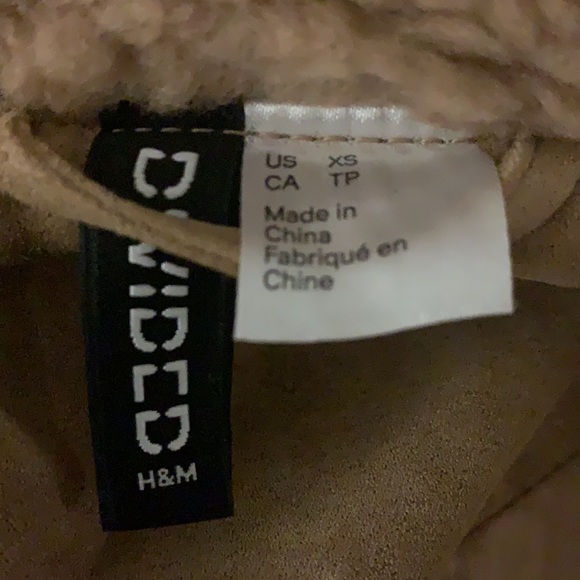 DIVIDED
H&M
US XS
CA TP
Made in
China
Fabriqué en
Chine